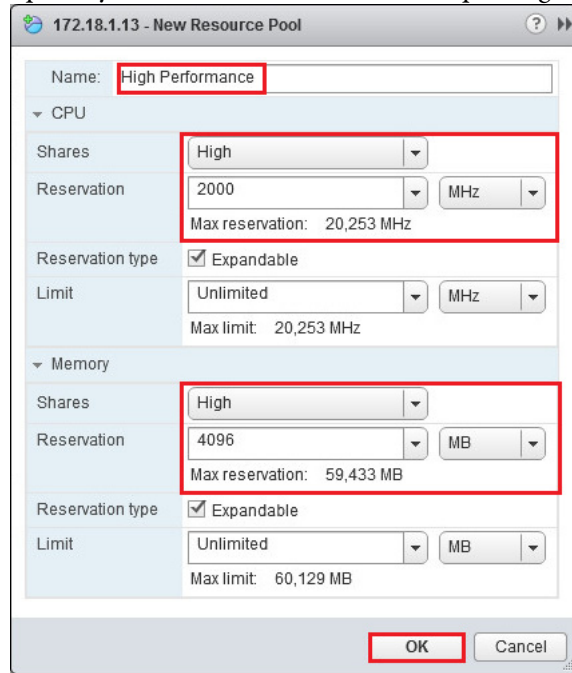 172.18.1.13 - New Resource Pool ?
Name: High Performance
CPU
Shares High
Reservation 2000 MHz
Max reservation: 20,253 MHz
Reservation type Expandable
Limit Unlimited MHz
Max limit: 20,253 MHz
Memory
Shares High
Reservation 4096 MB
Max reservation: 59,433 MB
Reservation type Expandable
Limit Unlimited MB
Max limit: 60,129 MB
OK Cancel